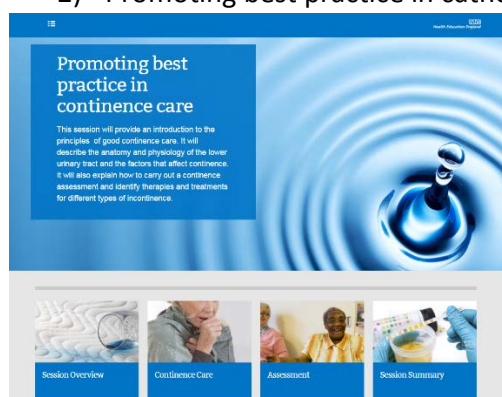 2) Promoting best practice in cathe
NHS
Health Education England
Promoting best
practice in
continence care
This session will provide an introduction to the
principles of good continence care. It will
describe the anatomy and physiology of the lower
urinary tract and the factors that affect continence.
It will also explain how to carry out a continence
assessment and identify therapies and treatments
for different types of incontinence.
Session Overview
Continence Care
Assessment
Session Summary